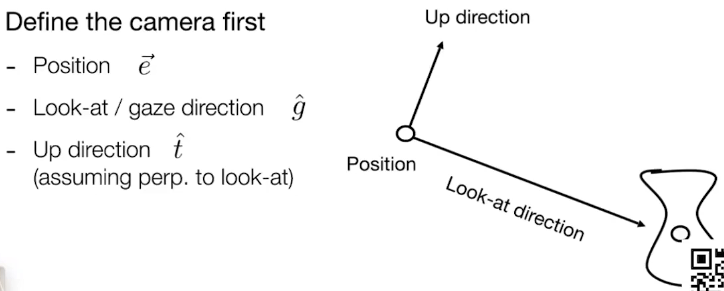 Define the camera first
Up direction
- Position $\vec{e}$
- Look-at / gaze direction $\hat{g}$
- Up direction $\hat{t}$
(assuming perp. to look-at)
Position
Look-at direction